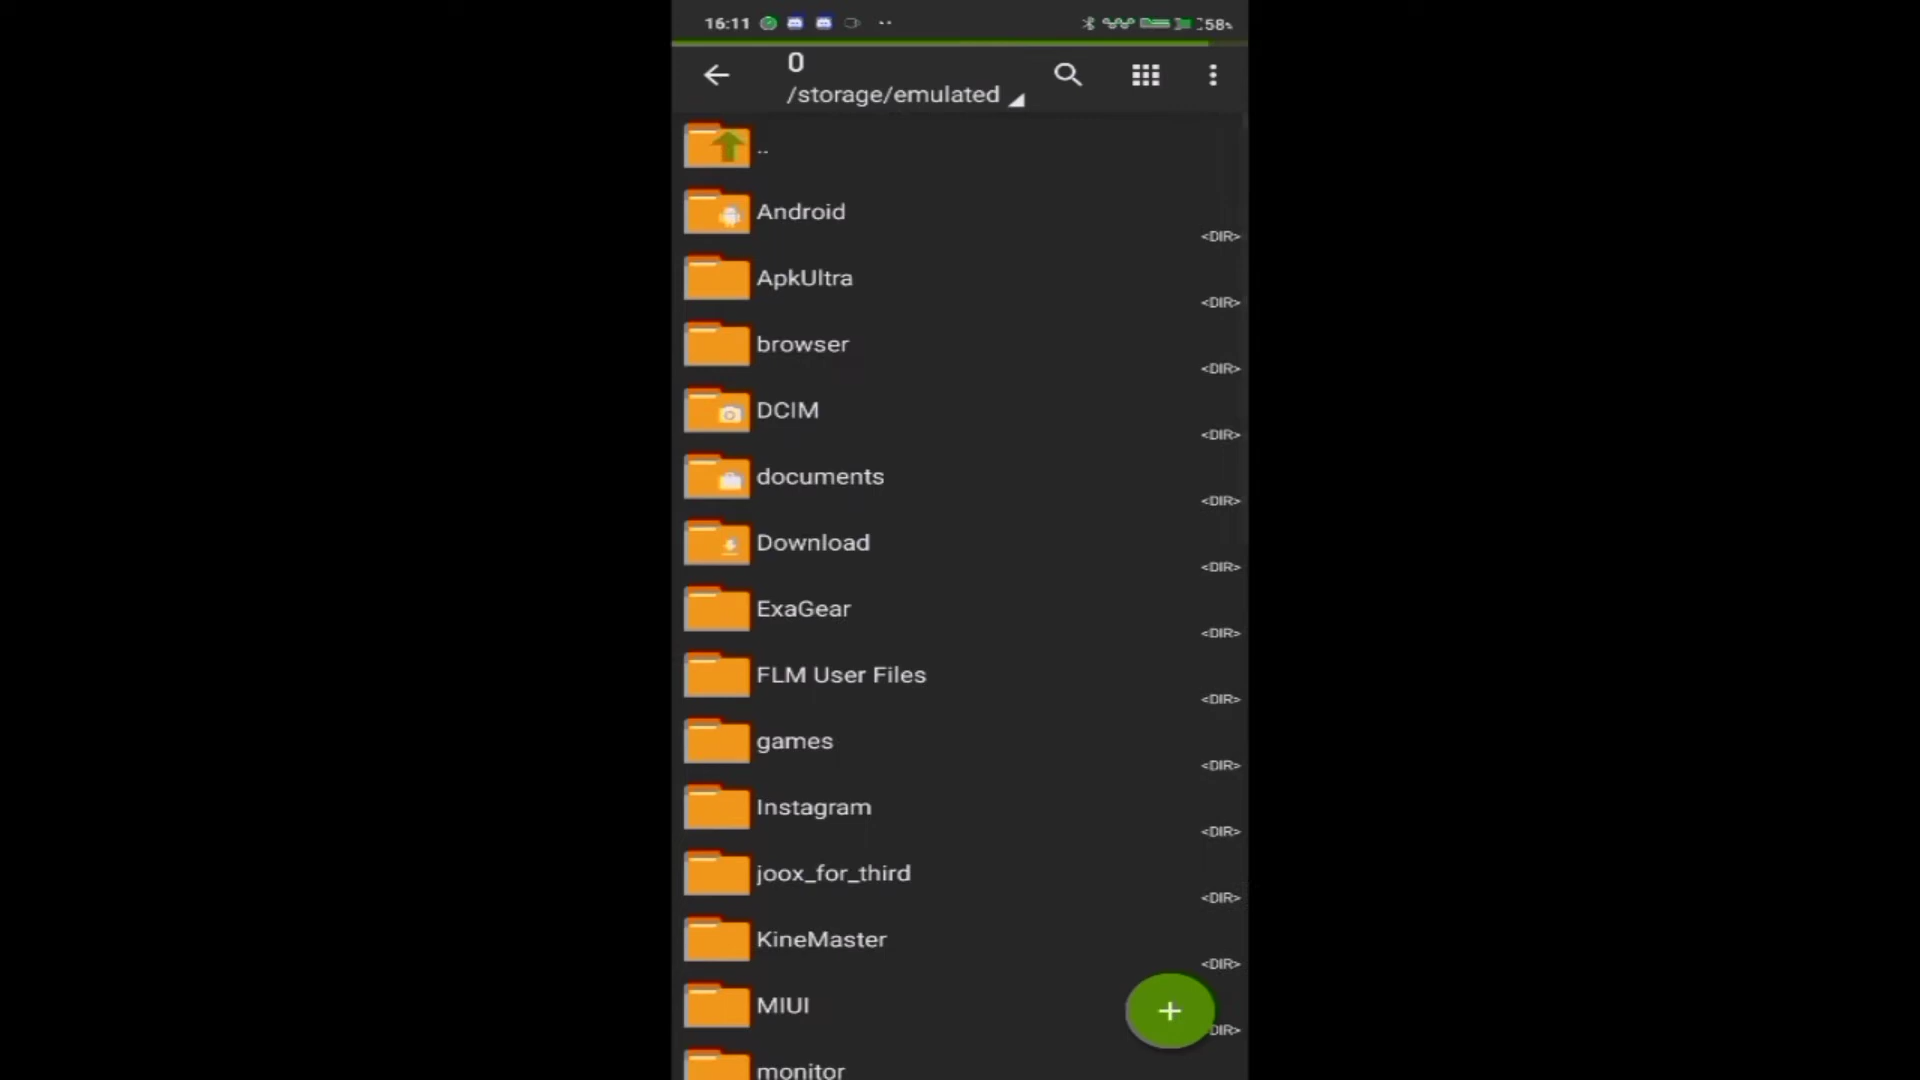 16:11
58%
0
/storage/emulated
..
Android
<DIR>
ApkUltra
<DIR>
browser
<DIR>
DCIM
<DIR>
documents
<DIR>
Download
<DIR>
ExaGear
<DIR>
FLM User Files
<DIR>
games
<DIR>
Instagram
<DIR>
joox_for_third
<DIR>
KineMaster
<DIR>
MIUI
DIR>
monitor